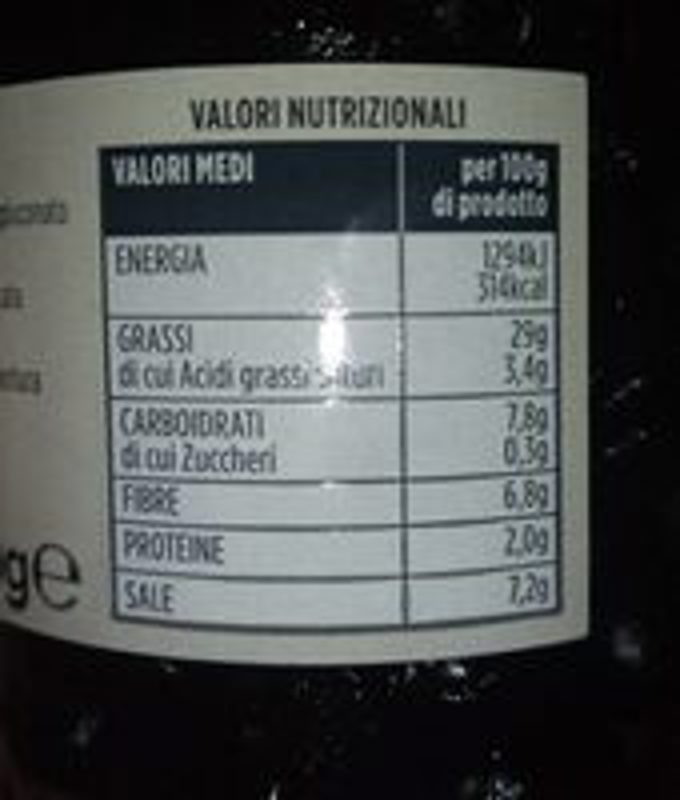 VALORI NUTRIZIONALI
VALORI MEDI per 100g
di prodotto
ENERGIA 1294kJ
314kcal
GRASSI 29g
di cui Acidi grassi saturi 3,4g
CARBOIDRATI 7,8g
di cui Zuccheri 0,3g
FIBRE 6,8g
PROTEINE 2,0g
SALE 7,2g
ge